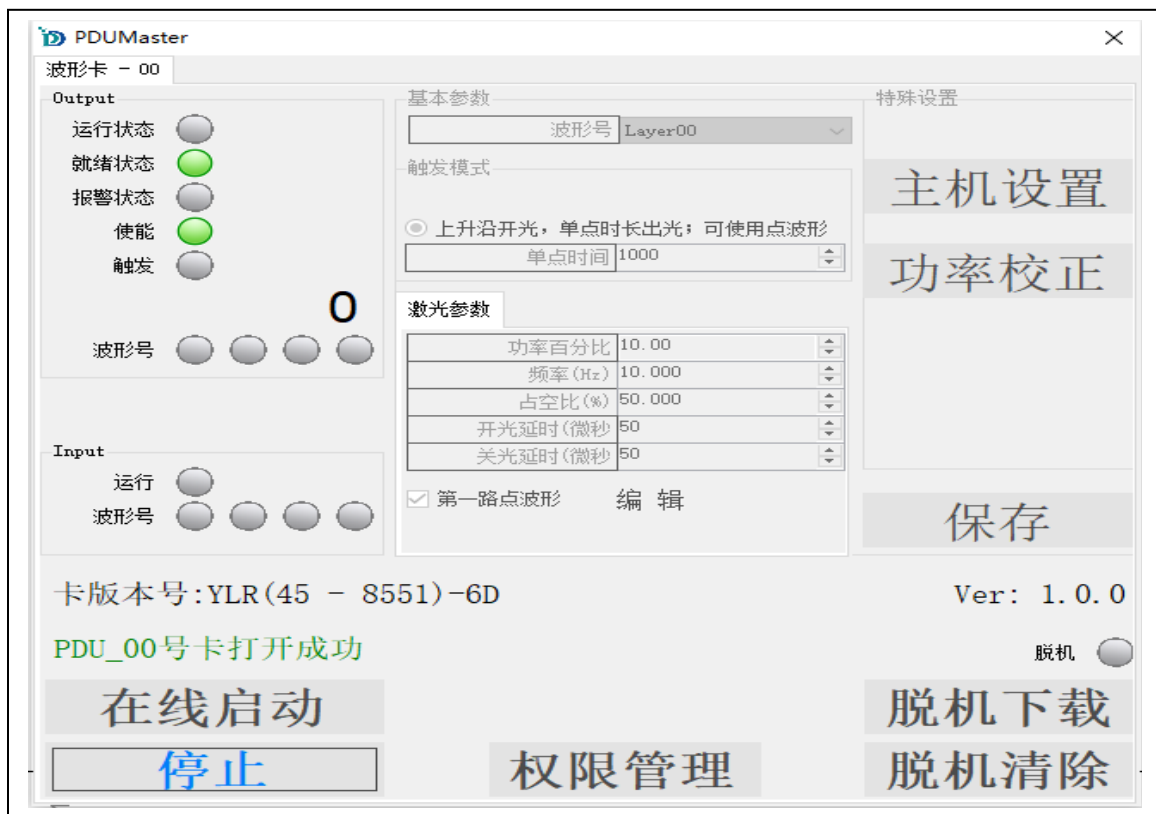 PDUMaster
波形卡 - 00
Output
运行状态
就绪状态
报警状态
使能
触发
0
波形号
Input
运行
波形号
基本参数
波形号 Layer00
触发模式
上升沿开光，单点时长出光；可使用点波形
单点时间 1000
激光参数
功率百分比 10.00
频率(Hz) 10.000
占空比(%) 50.000
开光延时(微秒 50
关光延时(微秒 50
第一路点波形 编 辑
特殊设置
主机设置
功率校正
保存
卡版本号:YLR(45 - 8551)-6D
Ver: 1.0.0
PDU_00号卡打开成功
脱机
在线启动
脱机下载
停止
权限管理
脱机清除